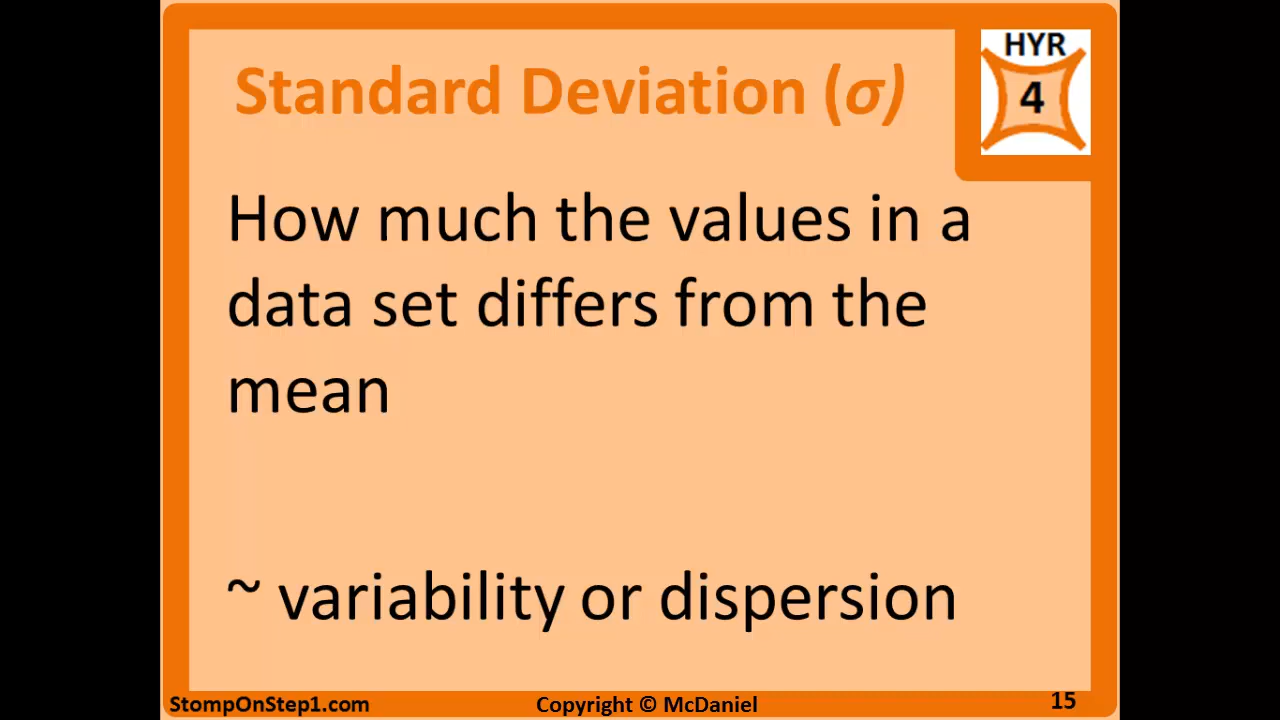 Standard Deviation (σ)
HYR
4
How much the values in a
data set differs from the
mean
~ variability or dispersion
StompOnStep1.com
Copyright © McDaniel
15